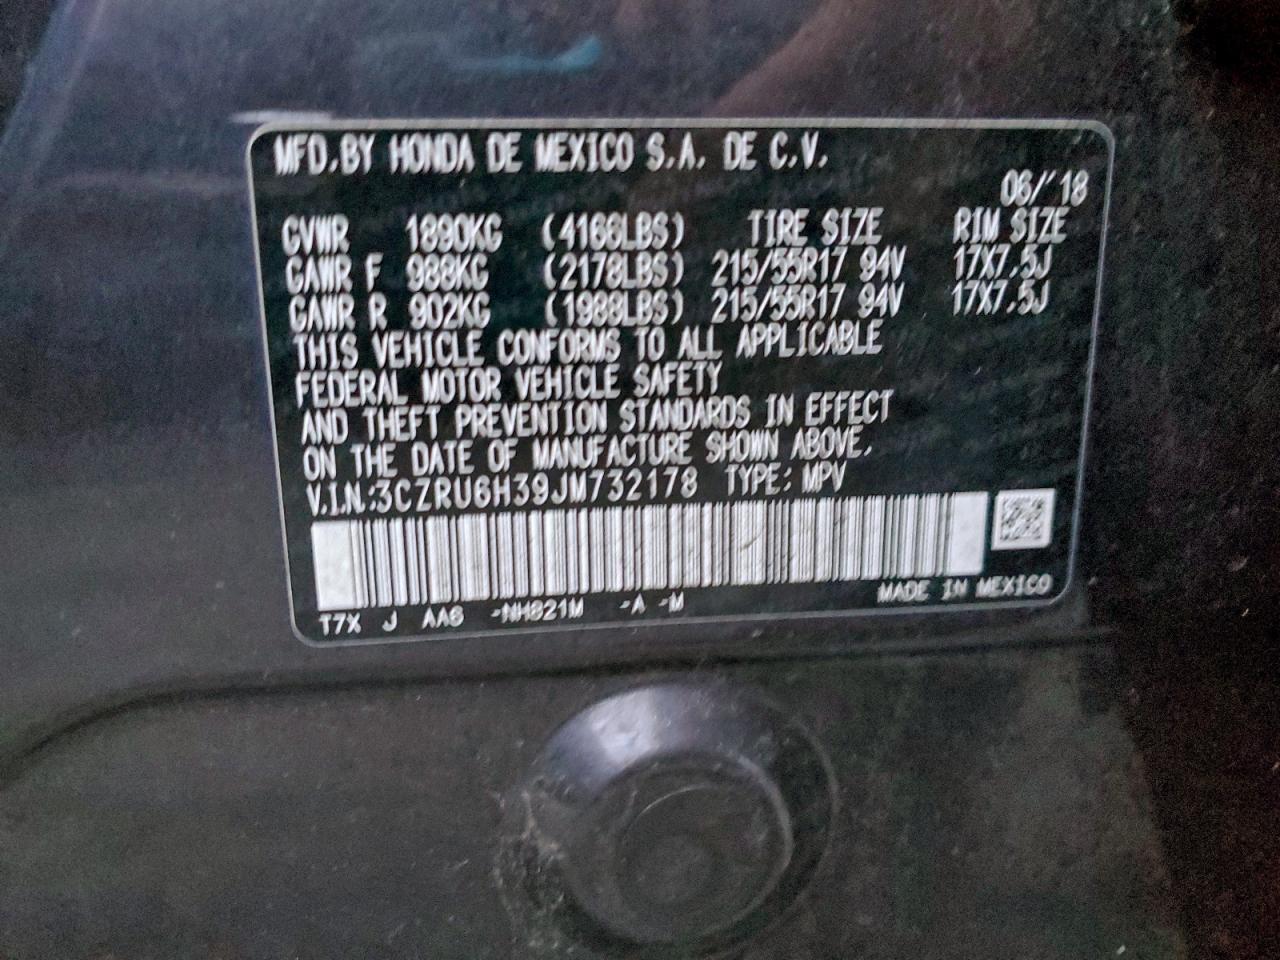 MFD.BY HONDA DE MEXICO S.A. DE C.V.
06/'18
GVWR 1890KG (4166LBS) TIRE SIZE RIM SIZE
GAWR F 988KG (2178LBS) 215/55R17 94V 17X7.5J
GAWR R 902KG (1988LBS) 215/55R17 94V 17X7.5J
THIS VEHICLE CONFORMS TO ALL APPLICABLE
FEDERAL MOTOR VEHICLE SAFETY
AND THEFT PREVENTION STANDARDS IN EFFECT
ON THE DATE OF MANUFACTURE SHOWN ABOVE.
V.I.N.:3CZRU6H39JM732178 TYPE: MPV
MADE IN MEXICO
T7X J AA6 -NH821M -A -M